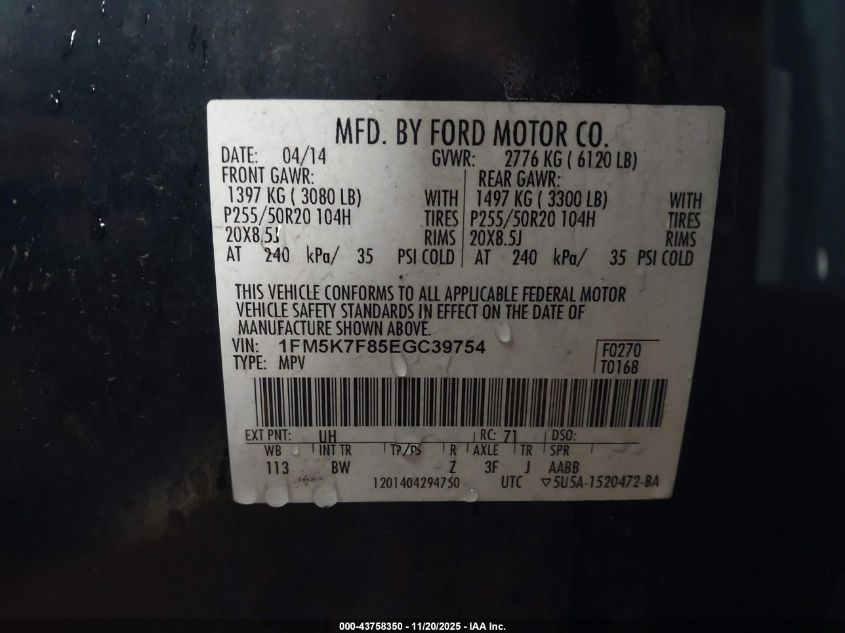 MFD. BY FORD MOTOR CO.
DATE: 04/14 GVWR: 2776 KG ( 6120 LB)
FRONT GAWR: REAR GAWR:
1397 KG ( 3080 LB) WITH 1497 KG ( 3300 LB) WITH
P255/50R20 104H TIRES P255/50R20 104H TIRES
20X8.5J RIMS 20X8.5J RIMS
AT 240 kPa/ 35 PSI COLD AT 240 kPa/ 35 PSI COLD
THIS VEHICLE CONFORMS TO ALL APPLICABLE FEDERAL MOTOR
VEHICLE SAFETY STANDARDS IN EFFECT ON THE DATE OF
MANUFACTURE SHOWN ABOVE.
VIN: 1FM5K7F85EGC39754 F0270
TYPE: MPV T0168
EXT PNT: UH RC: 71 DSO:
WB INT TR TP/PS R AXLE TR SPR
113 BW Z 3F J AABB
1201404294750 UTC ▽5U5A-1520472-BA
000-43758350 - 11/20/2025 - IAA Inc.